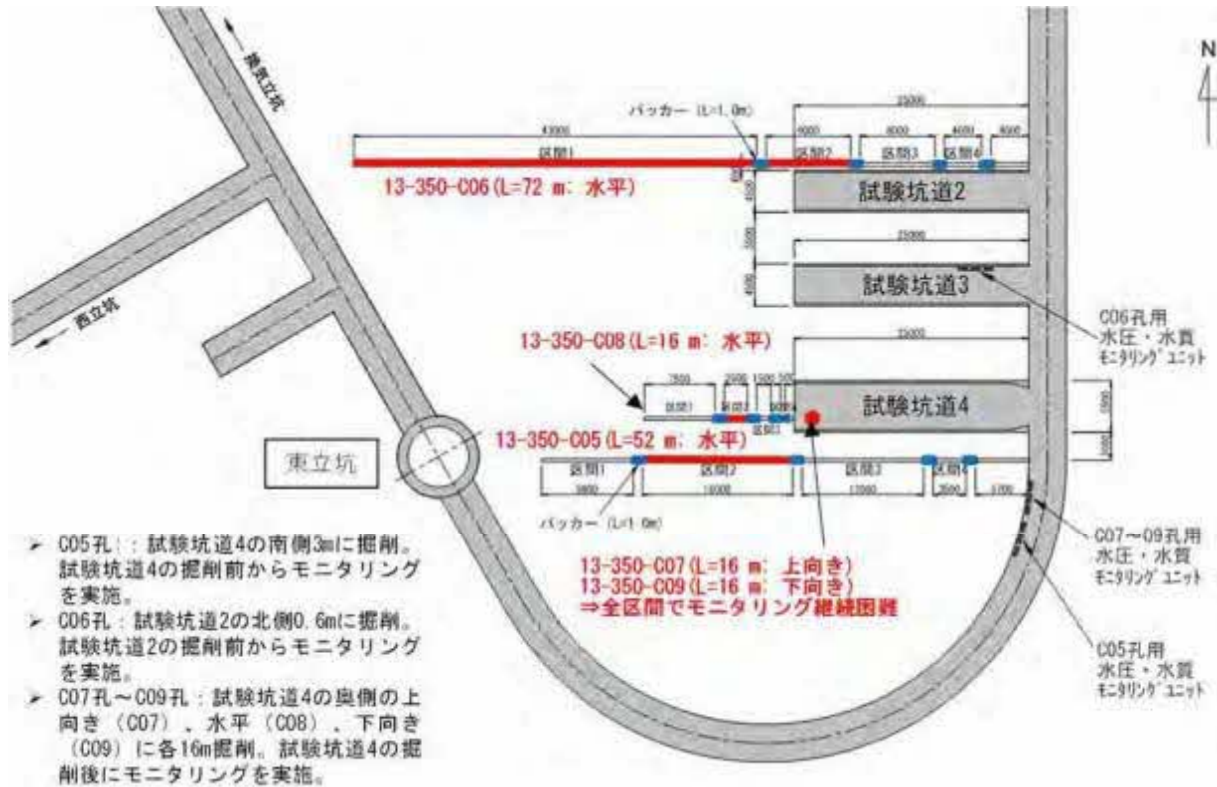 N
換気立坑
西立坑
パッカー (L=1.0m)
25000
43000
8000
4000
区間1
区間2
区間3
区間4
13-350-C06(L=72 m: 水平)
試験坑道2
4500
25000
試験坑道3
4500
C06孔用
水圧・水質
モニタリングユニット
13-350-C08(L=16 m: 水平)
25000
試験坑道4
13-350-C05(L=52 m: 水平)
東立坑
区間1
区間2
区間3
区間4
パッカー (L=1.0m)
13-350-C07(L=16 m: 上向き)
13-350-C09(L=16 m: 下向き)
⇒全区間でモニタリング継続困難
C07~09孔用
水圧・水質
モニタリングユニット
C05孔用
水圧・水質
モニタリングユニット
➤ C05孔:：試験坑道4の南側3mに掘削。
試験坑道4の掘削前からモニタリング
を実施。
➤ C06孔：試験坑道2の北側0.6mに掘削。
試験坑道2の掘削前からモニタリング
を実施。
➤ C07孔～C09孔：試験坑道4の奥側の上
向き（C07）、水平（C08）、下向き
（C09）に各16m掘削。試験坑道4の掘
削後にモニタリングを実施。